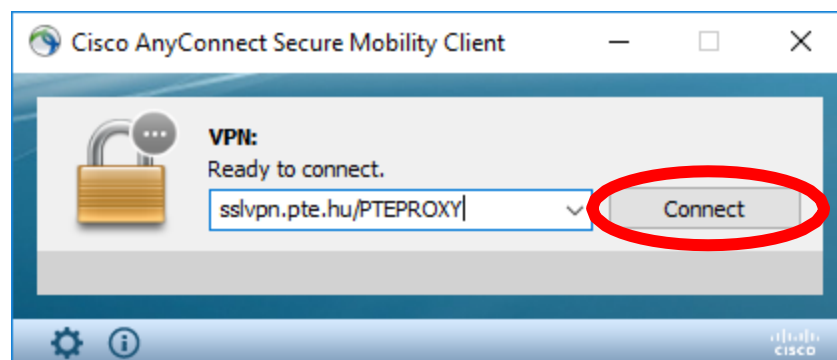 Cisco AnyConnect Secure Mobility Client
VPN:
Ready to connect.
sslvpn.pte.hu/PTEPROXY
Connect
cisco